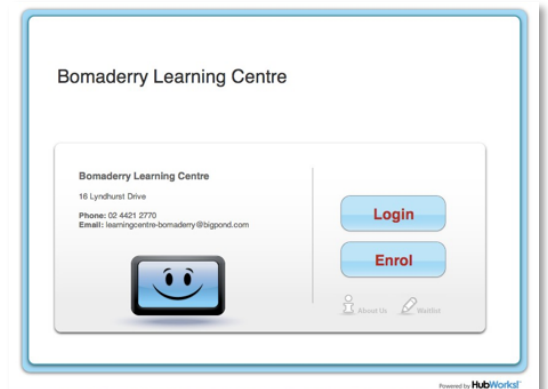 Bomaderry Learning Centre
Bomaderry Learning Centre
16 Lyndhurst Drive
Phone: 02 4421 2770
Email: learningcentre-bomaderry@bigpond.com
Login
Enrol
About Us Waitlist
Powered by HubWorks!